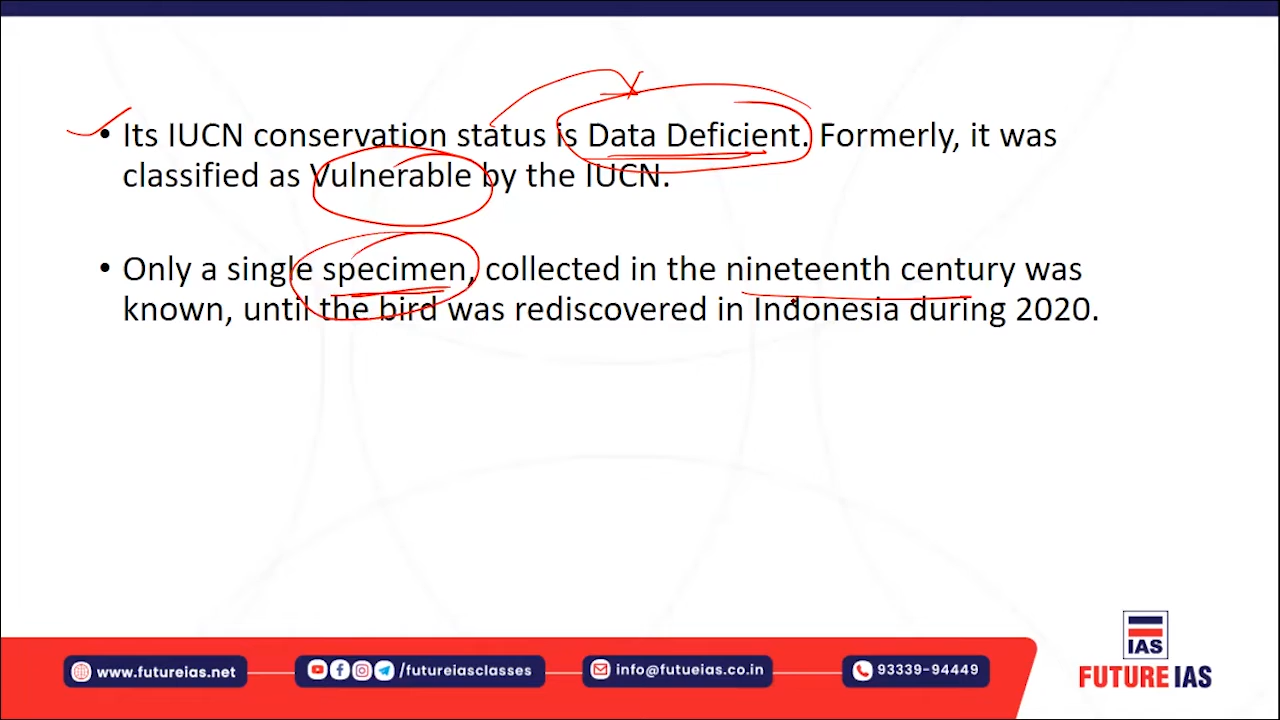 • Its IUCN conservation status is Data Deficient. Formerly, it was
classified as Vulnerable by the IUCN.
• Only a single specimen, collected in the nineteenth century was
known, until the bird was rediscovered in Indonesia during 2020.
www.futureias.net
/futureiasclasses
info@futueias.co.in
93339-94449
IAS
FUTURE IAS